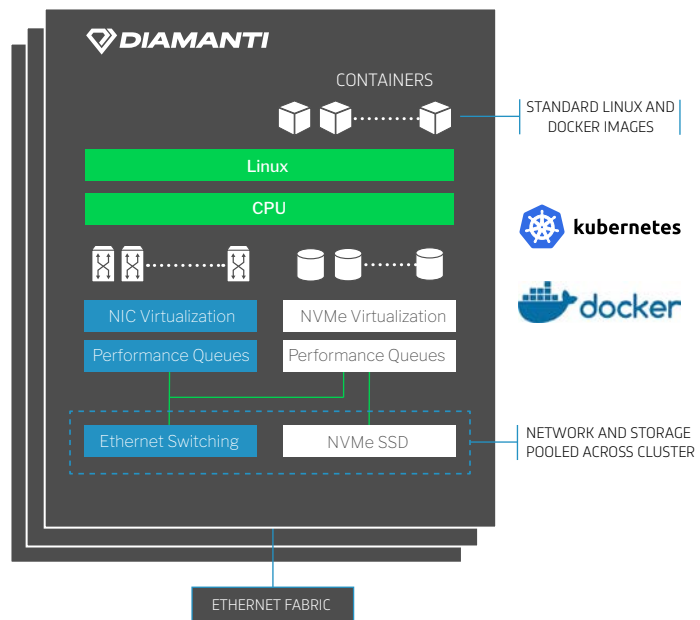 DIAMANTI
CONTAINERS
STANDARD LINUX AND
DOCKER IMAGES
Linux
CPU
kubernetes
docker
NIC Virtualization
NVMe Virtualization
Performance Queues
Performance Queues
Ethernet Switching
NVMe SSD
NETWORK AND STORAGE
POOLED ACROSS CLUSTER
ETHERNET FABRIC